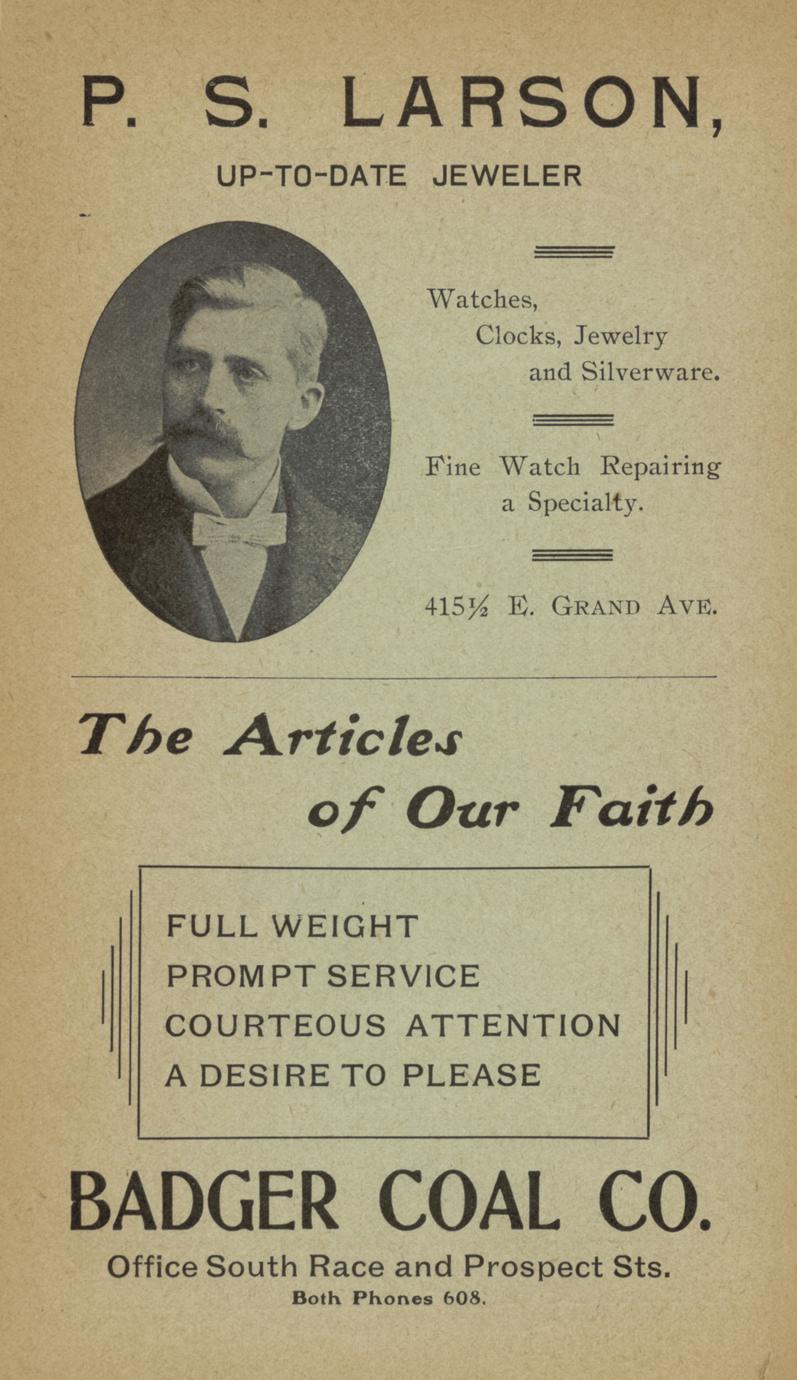 P. S. LARSON,
UP-TO-DATE JEWELER
Watches,
Clocks, Jewelry
and Silverware.
Fine Watch Repairing
a Specialty.
415½ E. GRAND AVE.
The Articles
of Our Faith
FULL WEIGHT
PROMPT SERVICE
COURTEOUS ATTENTION
A DESIRE TO PLEASE
BADGER COAL CO.
Office South Race and Prospect Sts.
Both Phones 608.